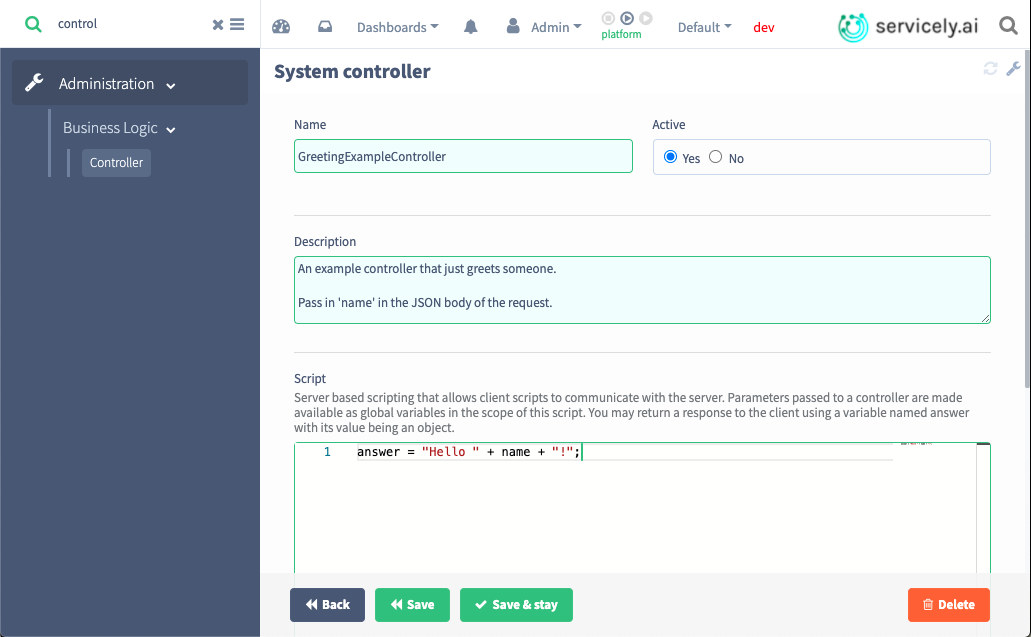 control
Dashboards
Admin
platform
Default
dev
servicely.ai
Administration
Business Logic
Controller
System controller
Name
Active
GreetingExampleController
Yes
No
Description
An example controller that just greets someone.
Pass in 'name' in the JSON body of the request.
Script
Server based scripting that allows client scripts to communicate with the server. Parameters passed to a controller are made
available as global variables in the scope of this script. You may return a response to the client using a variable named answer
with its value being an object.
1 answer = "Hello " + name + "!";
Back
Save
Save & stay
Delete